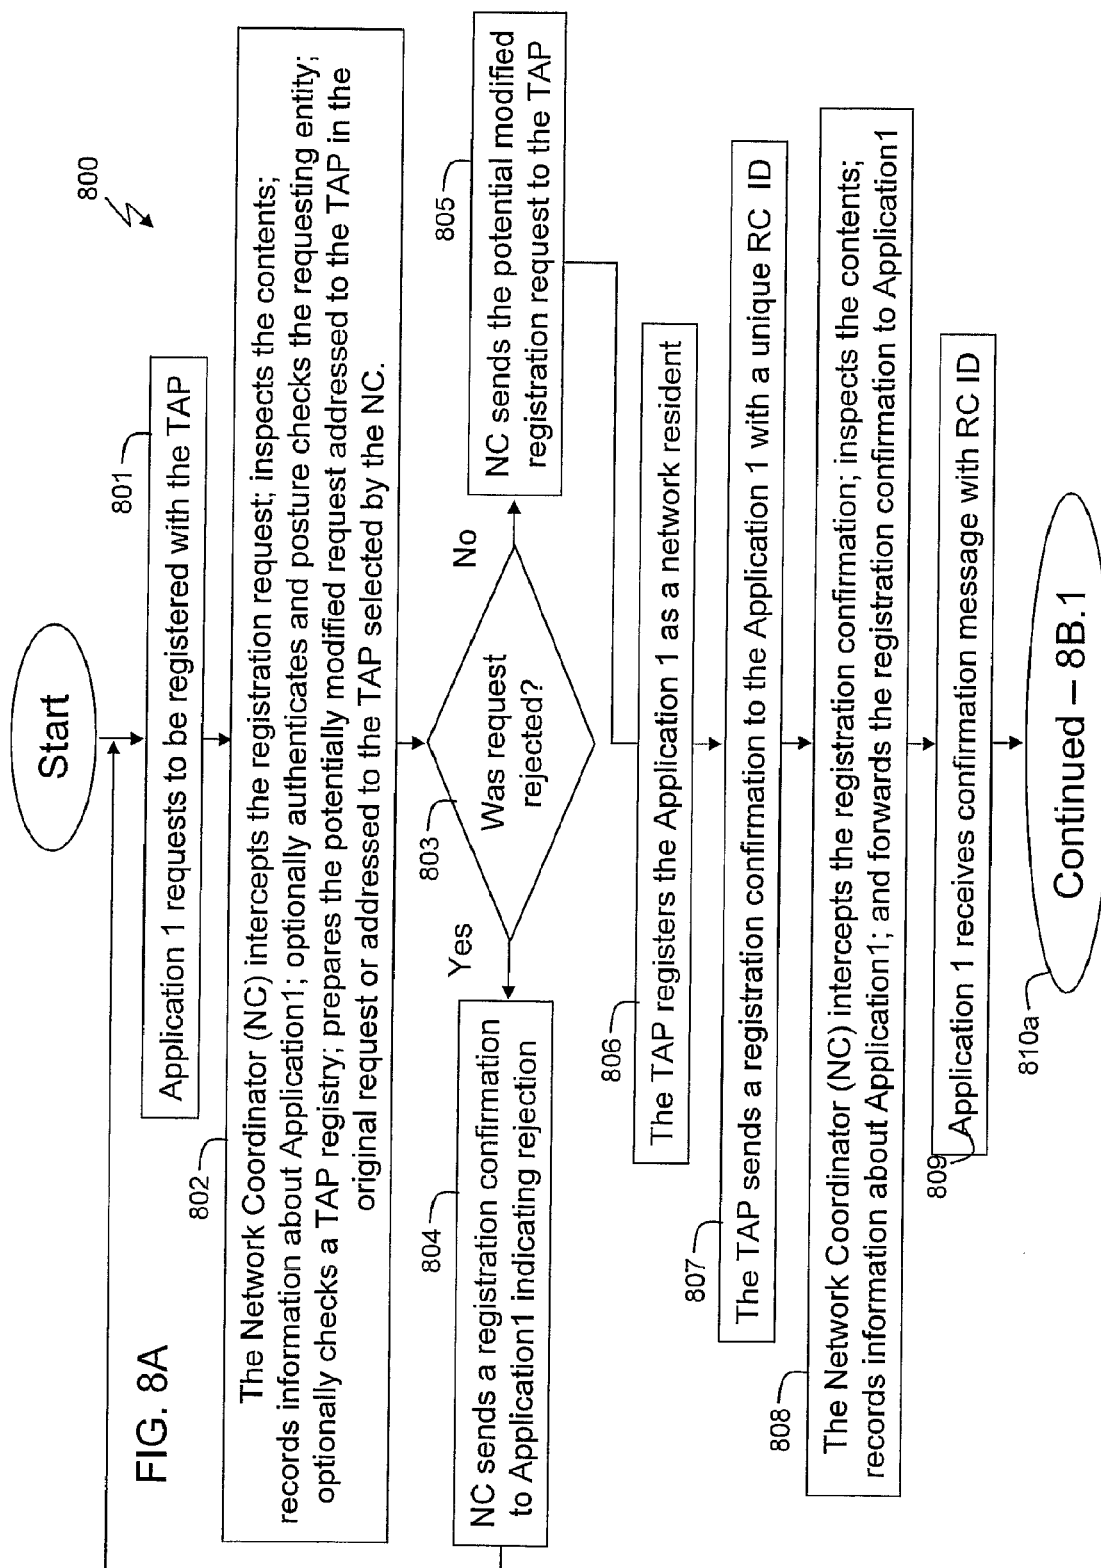 FIG. 8A
800
Start
801
Application 1 requests to be registered with the TAP
802
The Network Coordinator (NC) intercepts the registration request; inspects the contents;
records information about Application1; optionally authenticates and posture checks the requesting entity;
optionally checks a TAP registry; prepares the potentially modified request addressed to the TAP in the
original request or addressed to the TAP selected by the NC.
803
Was request
rejected?
Yes
No
804
NC sends a registration confirmation
to Application1 indicating rejection
805
NC sends the potential modified
registration request to the TAP
806
The TAP registers the Application 1 as a network resident
807
The TAP sends a registration confirmation to the Application 1 with a unique RC ID
808
The Network Coordinator (NC) intercepts the registration confirmation; inspects the contents;
records information about Application1; and forwards the registration confirmation to Application1
809
Application 1 receives confirmation message with RC ID
810a
Continued – 8B.1